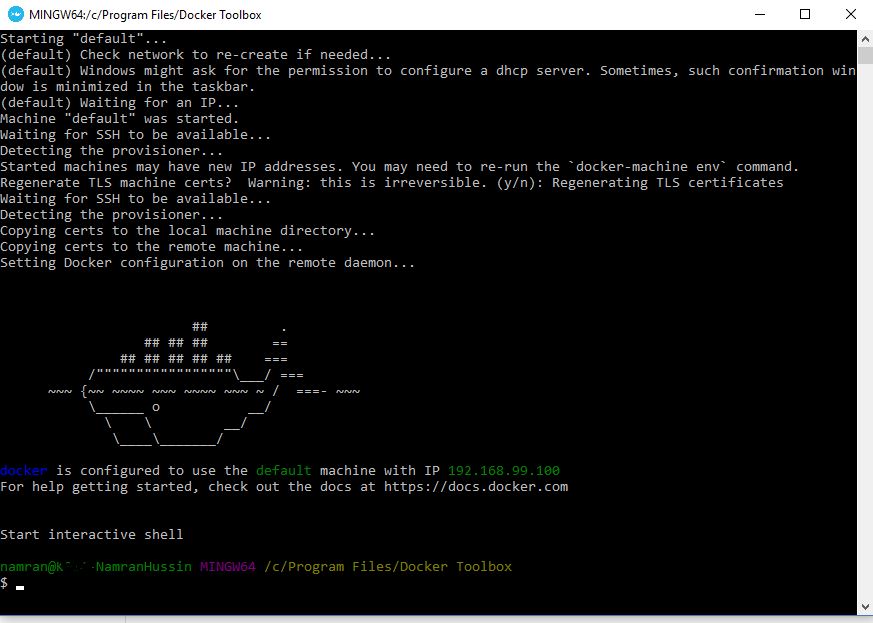 MINGW64:/c/Program Files/Docker Toolbox
Starting "default"...
(default) Check network to re-create if needed...
(default) Windows might ask for the permission to configure a dhcp server. Sometimes, such confirmation win
dow is minimized in the taskbar.
(default) Waiting for an IP...
Machine "default" was started.
Waiting for SSH to be available...
Detecting the provisioner...
Started machines may have new IP addresses. You may need to re-run the `docker-machine env` command.
Regenerate TLS machine certs?  Warning: this is irreversible. (y/n): Regenerating TLS certificates
Waiting for SSH to be available...
Detecting the provisioner...
Copying certs to the local machine directory...
Copying certs to the remote machine...
Setting Docker configuration on the remote daemon...
                        ##         .
                  ## ## ##        ==
               ## ## ## ## ##    ===
           /"""""""""""""""""\___/ ===
      ~~~ {~~ ~~~~ ~~~ ~~~~ ~~~ ~ /  ===- ~~~
           \______ o           __/
             \    \         __/
              \____\_______/
docker is configured to use the default machine with IP 192.168.99.100
For help getting started, check out the docs at https://docs.docker.com
Start interactive shell
NamranHussin MINGW64 /c/Program Files/Docker Toolbox
$